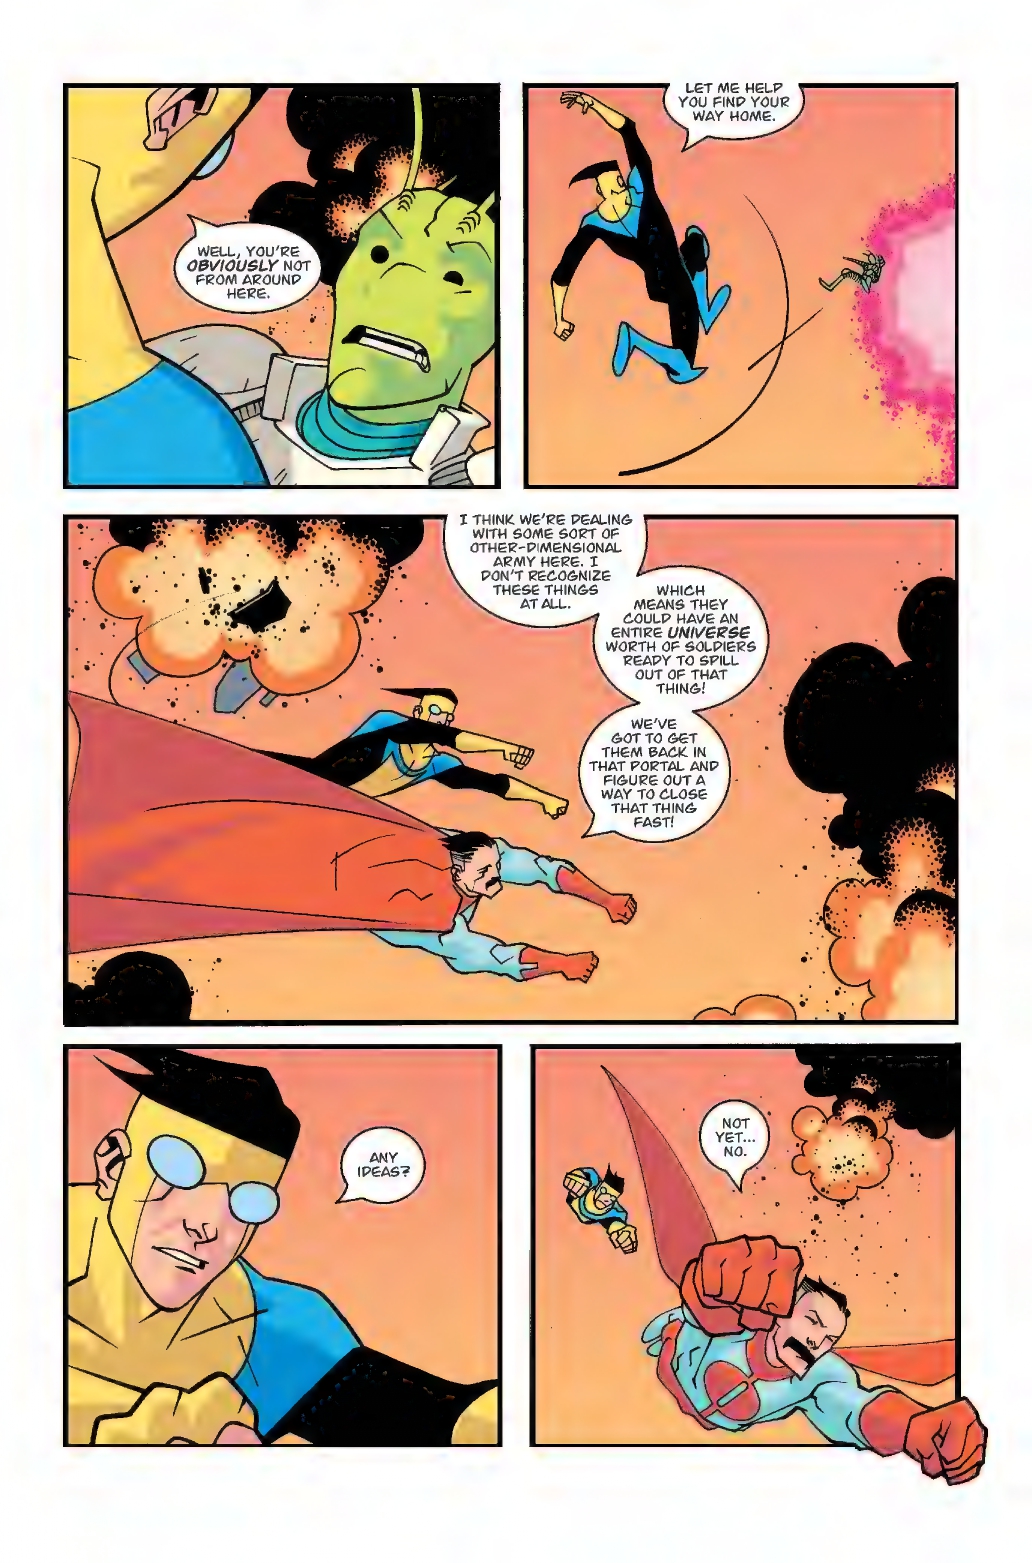 WELL, YOU'RE
OBVIOUSLY NOT
FROM AROUND
HERE.
LET ME HELP
YOU FIND YOUR
WAY HOME.
I THINK WE'RE DEALING
WITH SOME SORT OF
OTHER-DIMENSIONAL
ARMY HERE. I
DON'T RECOGNIZE
THESE THINGS
AT ALL.
WHICH
MEANS THEY
COULD HAVE AN
ENTIRE UNIVERSE
WORTH OF SOLDIERS
READY TO SPILL
OUT OF THAT
THING!
WE'VE
GOT TO GET
THEM BACK IN
THAT PORTAL AND
FIGURE OUT A
WAY TO CLOSE
THAT THING
FAST!
ANY
IDEAS?
NOT
YET...
NO.